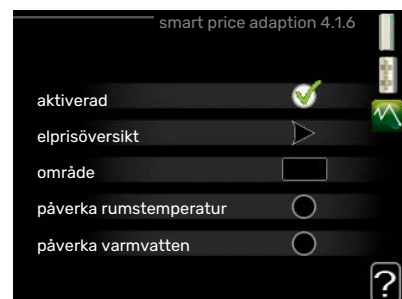 smart price adaption 4.1.6
aktiverad
elprisöversikt
område
påverka rumstemperatur
påverka varmvatten
?